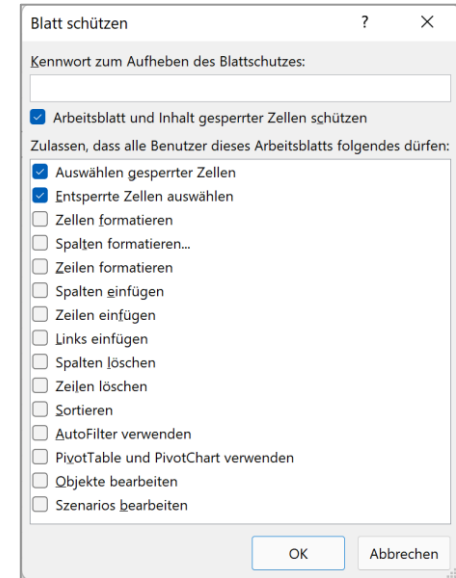 Blatt schützen ? ×
Kennwort zum Aufheben des Blattschutzes:
Arbeitsblatt und Inhalt gesperrter Zellen schützen
Zulassen, dass alle Benutzer dieses Arbeitsblatts folgendes dürfen:
Auswählen gesperrter Zellen
Entsperrte Zellen auswählen
Zellen formatieren
Spalten formatieren...
Zeilen formatieren
Spalten einfügen
Zeilen einfügen
Links einfügen
Spalten löschen
Zeilen löschen
Sortieren
AutoFilter verwenden
PivotTable und PivotChart verwenden
Objekte bearbeiten
Szenarios bearbeiten
OK Abbrechen